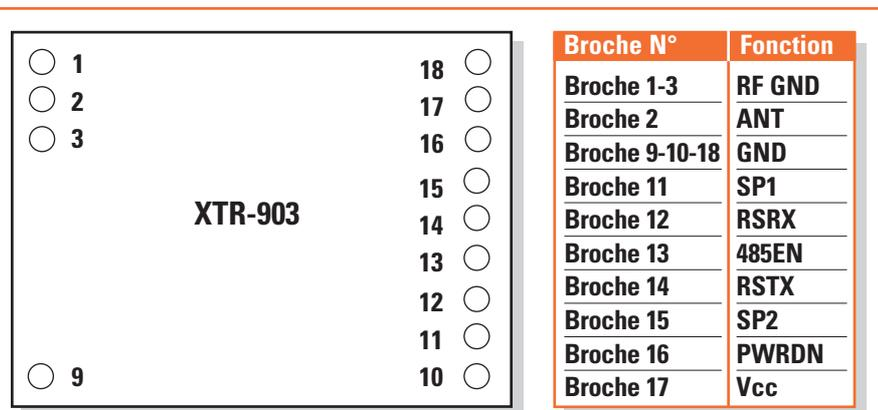 1
2
3
9
XTR-903
18
17
16
15
14
13
12
11
10
Broche N° Fonction
Broche 1-3 RF GND
Broche 2 ANT
Broche 9-10-18 GND
Broche 11 SP1
Broche 12 RSRX
Broche 13 485EN
Broche 14 RSTX
Broche 15 SP2
Broche 16 PWRDN
Broche 17 Vcc